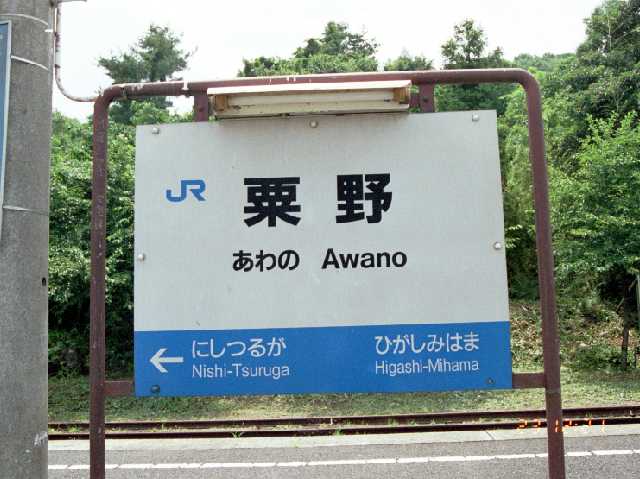 JR 粟野
あわの Awano
← にしつるが ひがしみはま
Nishi-Tsuruga Higashi-Mihama